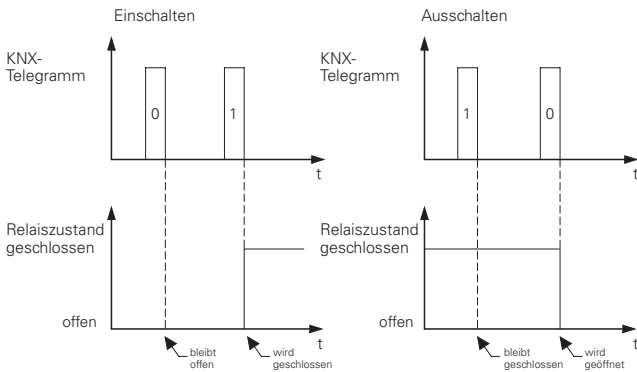 Einschalten
KNX-
Telegramm
0
1
t
Relaiszustand
geschlossen
offen
t
bleibt
offen
wird
geschlossen
Ausschalten
KNX-
Telegramm
1
0
t
Relaiszustand
geschlossen
offen
t
bleibt
geschlossen
wird
geöffnet